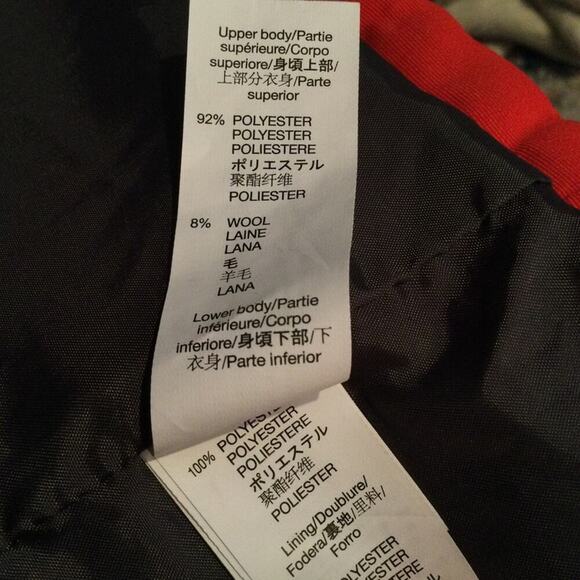 Upper body/Partie
supérieure/Corpo
superiore/身頃上部/
上部分衣身/Parte
superior
92% POLYESTER
POLYESTER
POLIESTERE
ポリエステル
聚酯纤维
POLIESTER
8% WOOL
LAINE
LANA
毛
羊毛
LANA
Lower body/Partie
inférieure/Corpo
inferiore/身頃下部/下
衣身/Parte inferior
100% POLYESTER
POLYESTER
POLIESTERE
ポリエステル
聚酯纤维
POLIESTER
Lining/Doublure/
Fodera/裏地/里料/
Forro
POLYESTER
POLYESTER